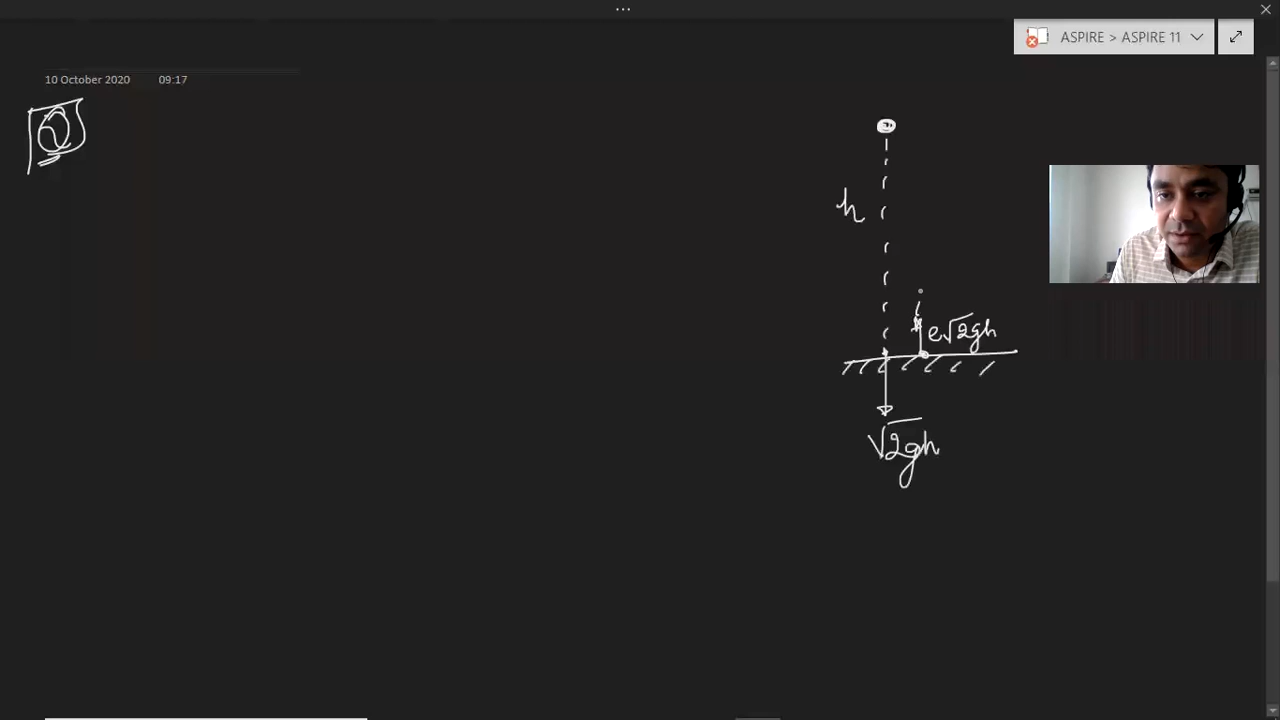 ASPIRE > ASPIRE 11
10 October 2020 09:17
Q
h
e√2gh
√2gh